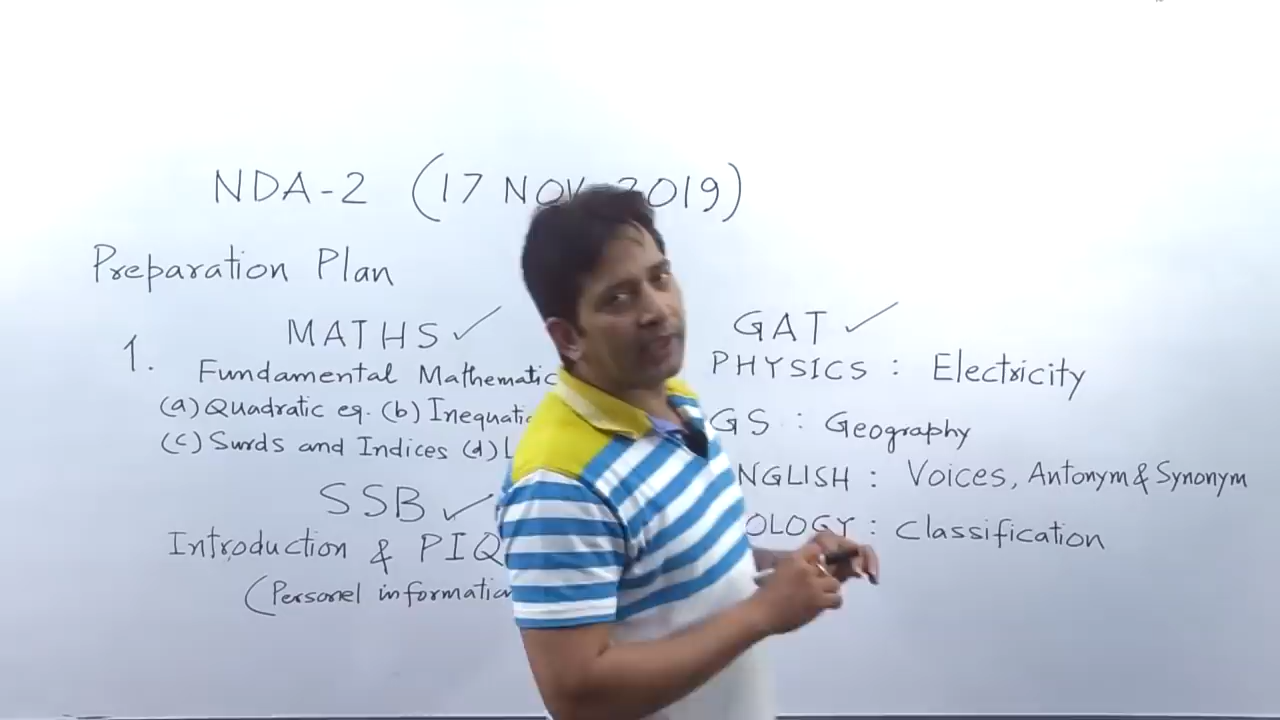 NDA-2 (17 NOV 2019)
Preparation Plan
1. MATHS ✓
Fundamental Mathematic
(a) Quadratic eq. (b) Inequatio
(c) Surds and Indices (d) L
SSB ✓
Introduction & PIQ
(Personel informatio
GAT ✓
PHYSICS : Electricity
GS : Geography
NGLISH : Voices, Antonym & Synonym
OLOGY : Classification